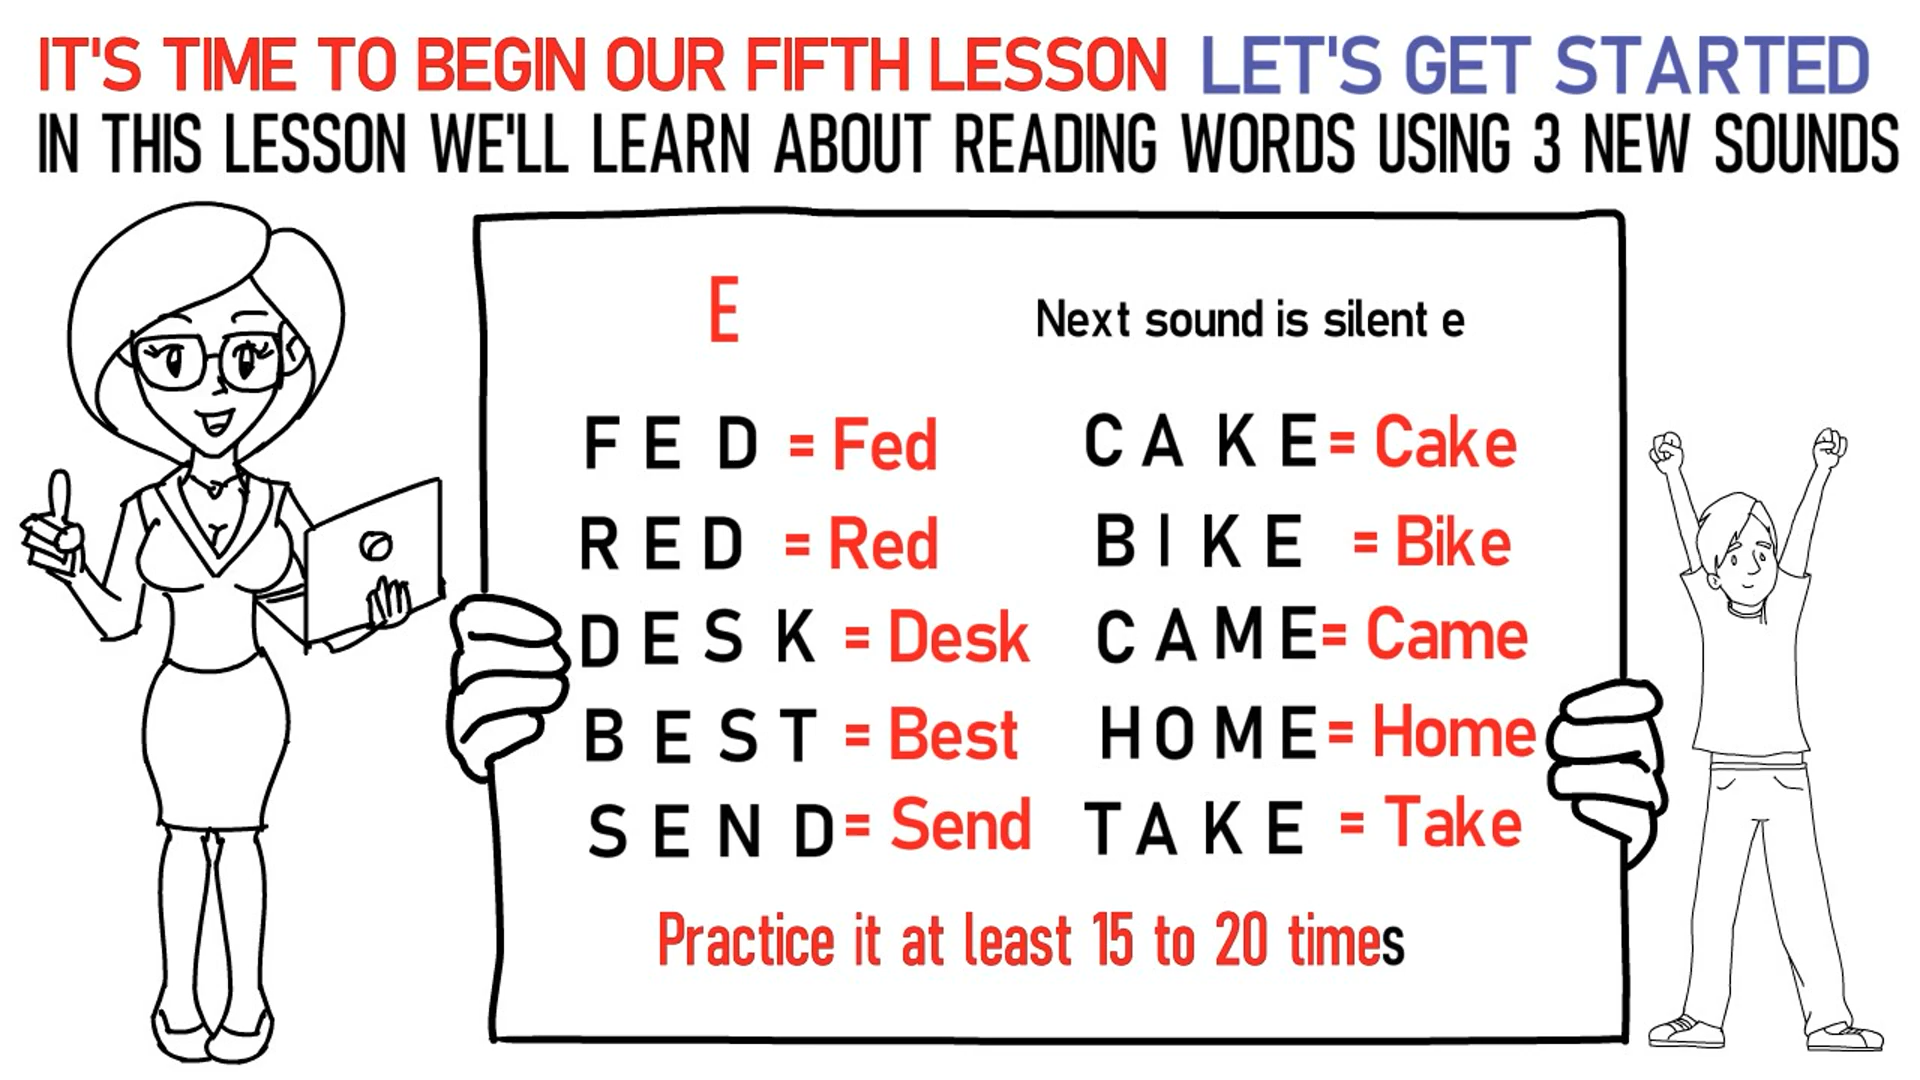 IT'S TIME TO BEGIN OUR FIFTH LESSON LET'S GET STARTED
IN THIS LESSON WE'LL LEARN ABOUT READING WORDS USING 3 NEW SOUNDS
E
F E D = Fed
R E D = Red
D E S K = Desk
B E S T = Best
S E N D = Send
Next sound is silent e
C A K E = Cake
B I K E = Bike
C A M E = Came
H O M E = Home
T A K E = Take
Practice it at least 15 to 20 times